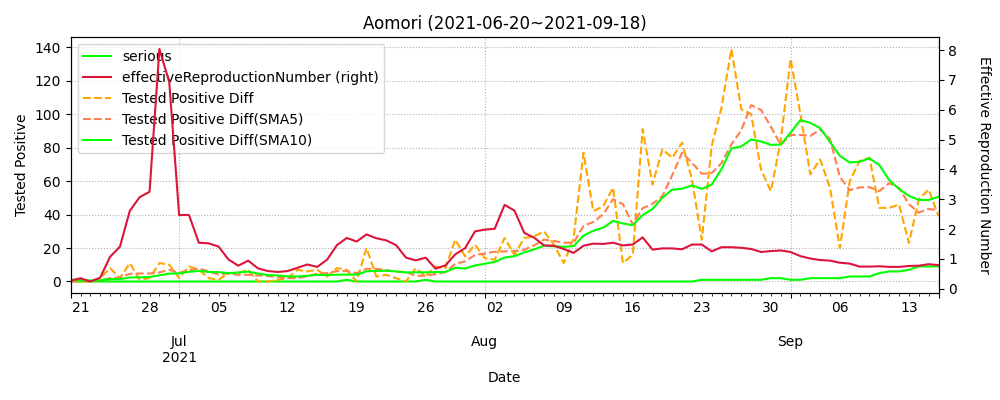 Aomori (2021-06-20~2021-09-18)
serious
effectiveReproductionNumber (right)
Tested Positive Diff
Tested Positive Diff(SMA5)
Tested Positive Diff(SMA10)
Tested Positive
140
120
100
80
60
40
20
0
8
7
6
5
4
3
2
1
0
Effective Reproduction Number
21 28 05 12 19 26 02 09 16 23 30 06 13
Jul Aug Sep
2021
Date